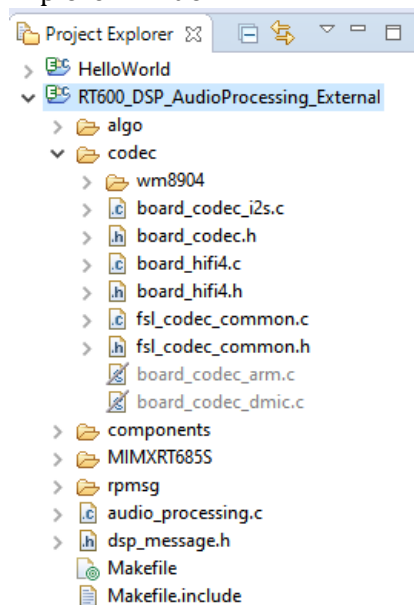 Project Explorer
HelloWorld
RT600_DSP_AudioProcessing_External
algo
codec
wm8904
board_codec_i2s.c
board_codec.h
board_hifi4.c
board_hifi4.h
fsl_codec_common.c
fsl_codec_common.h
board_codec_arm.c
board_codec_dmic.c
components
MIMXRT685S
rpmsg
audio_processing.c
dsp_message.h
Makefile
Makefile.include